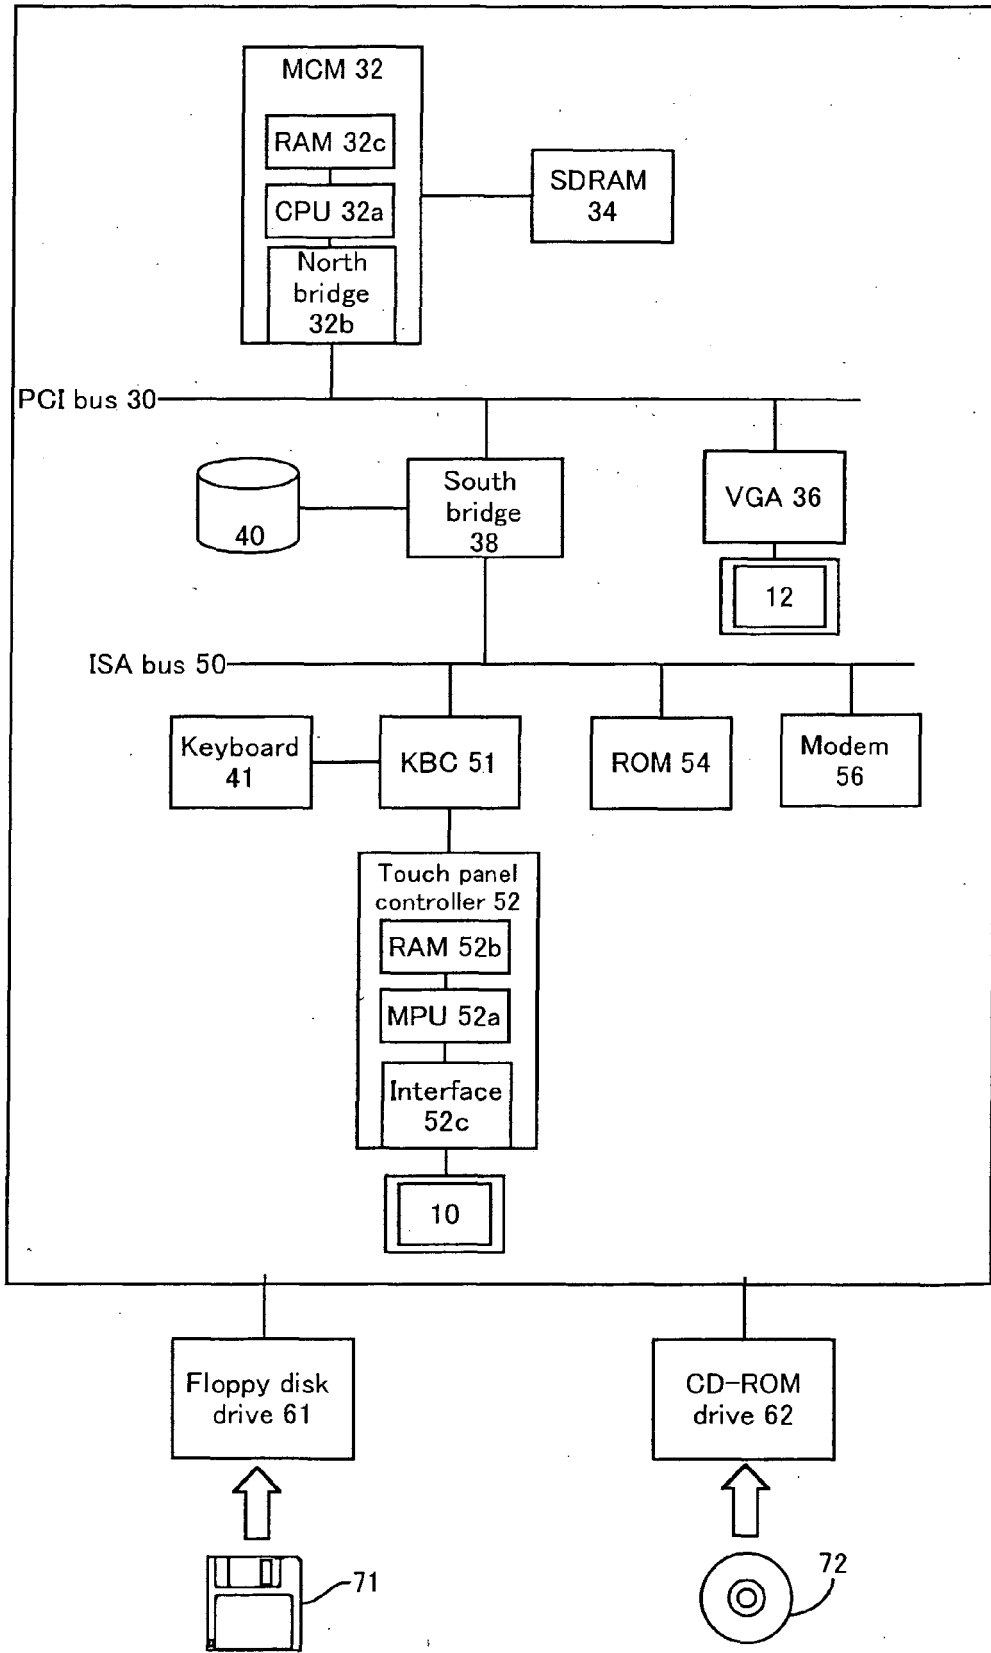 MCM 32
RAM 32c
CPU 32a
North
bridge
32b
SDRAM
34
PCI bus 30
40
South
bridge
38
VGA 36
12
ISA bus 50
Keyboard
41
KBC 51
ROM 54
Modem
56
Touch panel
controller 52
RAM 52b
MPU 52a
Interface
52c
10
Floppy disk
drive 61
CD-ROM
drive 62
71
72